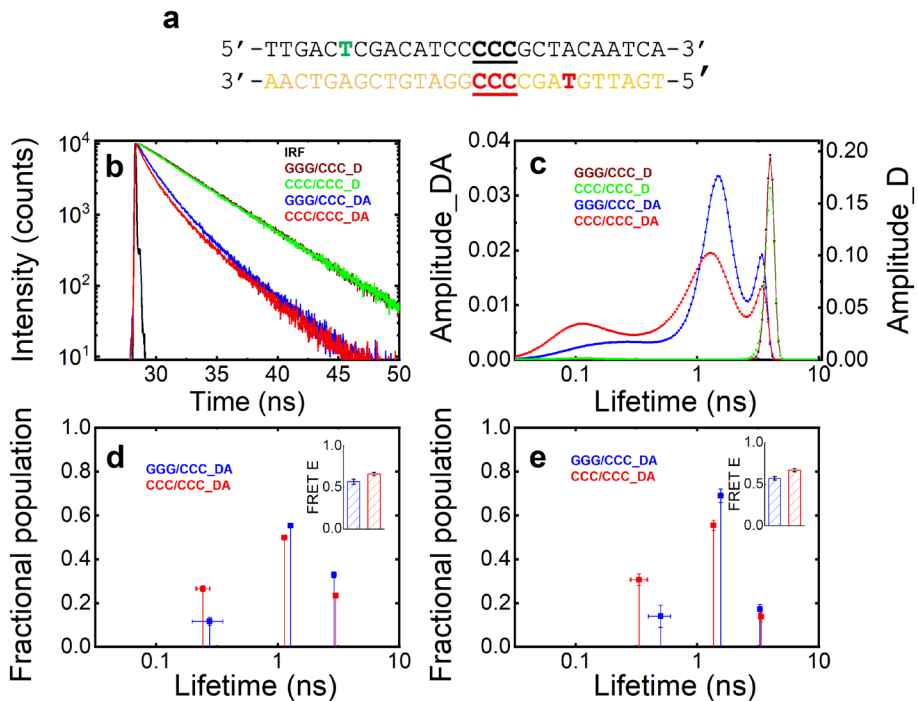 a
5′-TTGACTCGACATCCCCCGCTACAATCA-3′
3′-AACTGAGCTGTAGGCCCCGATGTTAGT-5′
b
Intensity (counts)
10^4
10^3
10^2
10^1
IRF
GGG/CCC_D
CCC/CCC_D
GGG/CCC_DA
CCC/CCC_DA
30 35 40 45 50
Time (ns)
c
Amplitude_DA
0.04
0.03
0.02
0.01
0.00
GGG/CCC_D
CCC/CCC_D
GGG/CCC_DA
CCC/CCC_DA
0.20
0.15
0.10
0.05
0.00
Amplitude_D
0.1 1 10
Lifetime (ns)
d
Fractional population
1.0
0.8
0.6
0.4
0.2
0.0
GGG/CCC_DA
CCC/CCC_DA
FRET E
1.0
0.5
0.0
0.1 1 10
Lifetime (ns)
e
Fractional population
1.0
0.8
0.6
0.4
0.2
0.0
GGG/CCC_DA
CCC/CCC_DA
FRET E
1.0
0.5
0.0
0.1 1 10
Lifetime (ns)